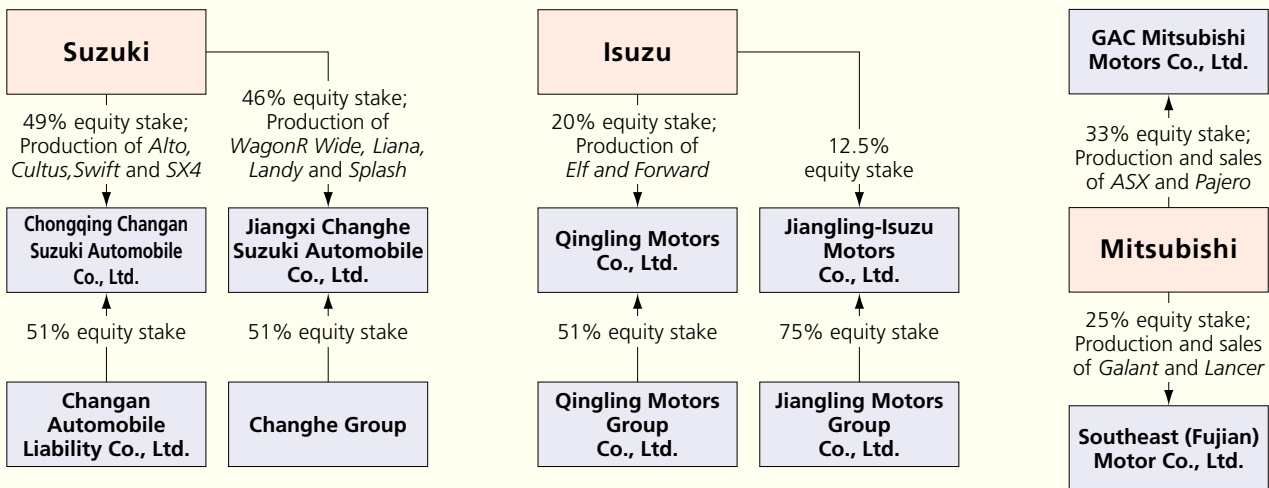 Suzuki
49% equity stake;
Production of Alto,
Cultus,Swift and SX4
46% equity stake;
Production of
WagonR Wide, Liana,
Landy and Splash
Chongqing Changan
Suzuki Automobile
Co., Ltd.
Jiangxi Changhe
Suzuki Automobile
Co., Ltd.
51% equity stake
51% equity stake
Changan
Automobile
Liability Co., Ltd.
Changhe Group
Isuzu
20% equity stake;
Production of
Elf and Forward
12.5%
equity stake
Qingling Motors
Co., Ltd.
Jiangling-Isuzu
Motors
Co., Ltd.
51% equity stake
75% equity stake
Qingling Motors
Group
Co., Ltd.
Jiangling Motors
Group
Co., Ltd.
GAC Mitsubishi
Motors Co., Ltd.
33% equity stake;
Production and sales
of ASX and Pajero
Mitsubishi
25% equity stake;
Production and sales
of Galant and Lancer
Southeast (Fujian)
Motor Co., Ltd.